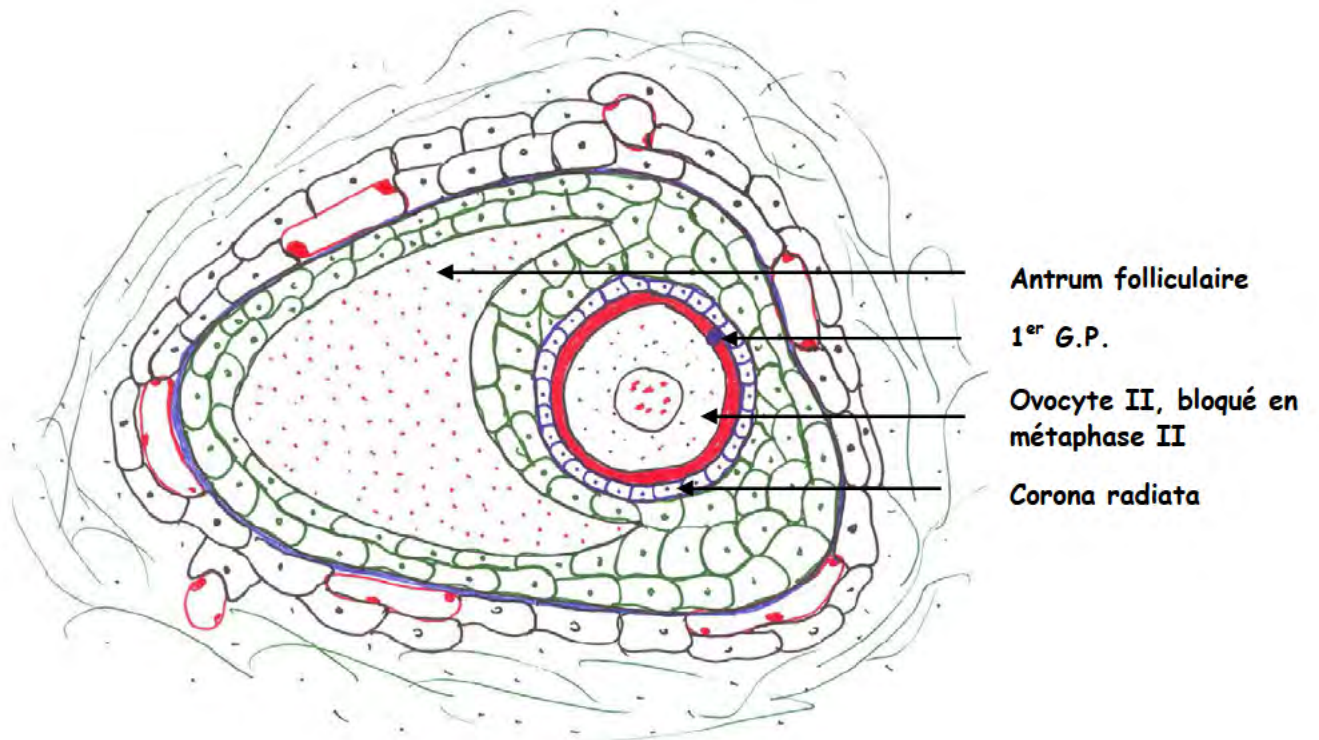 Antrum folliculaire
1er G.P.
Ovocyte II, bloqué en
métaphase II
Corona radiata